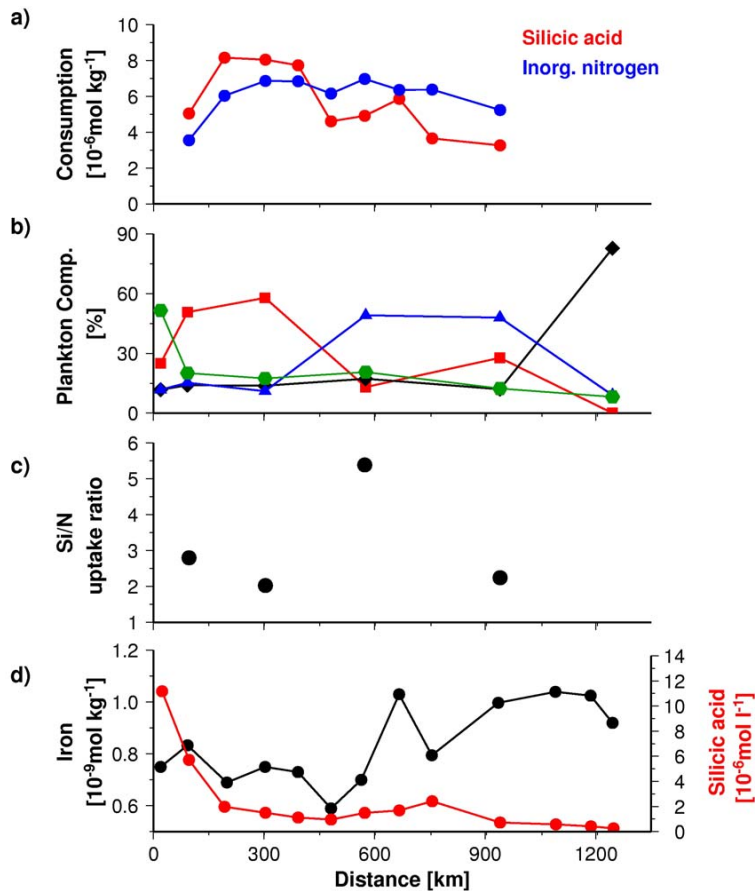 a)
Consumption
[10⁻⁶mol kg⁻¹]
10
8
6
4
2
0
Silicic acid
Inorg. nitrogen
b)
Plankton Comp.
[%]
90
60
30
0
c)
Si/N
uptake ratio
6
5
4
3
2
1
d)
Iron
[10⁻⁹mol kg⁻¹]
1.2
1.0
0.8
0.6
14
12
10
8
6
4
2
0
Silicic acid
[10⁻⁶mol l⁻¹]
0 300 600 900 1200
Distance [km]